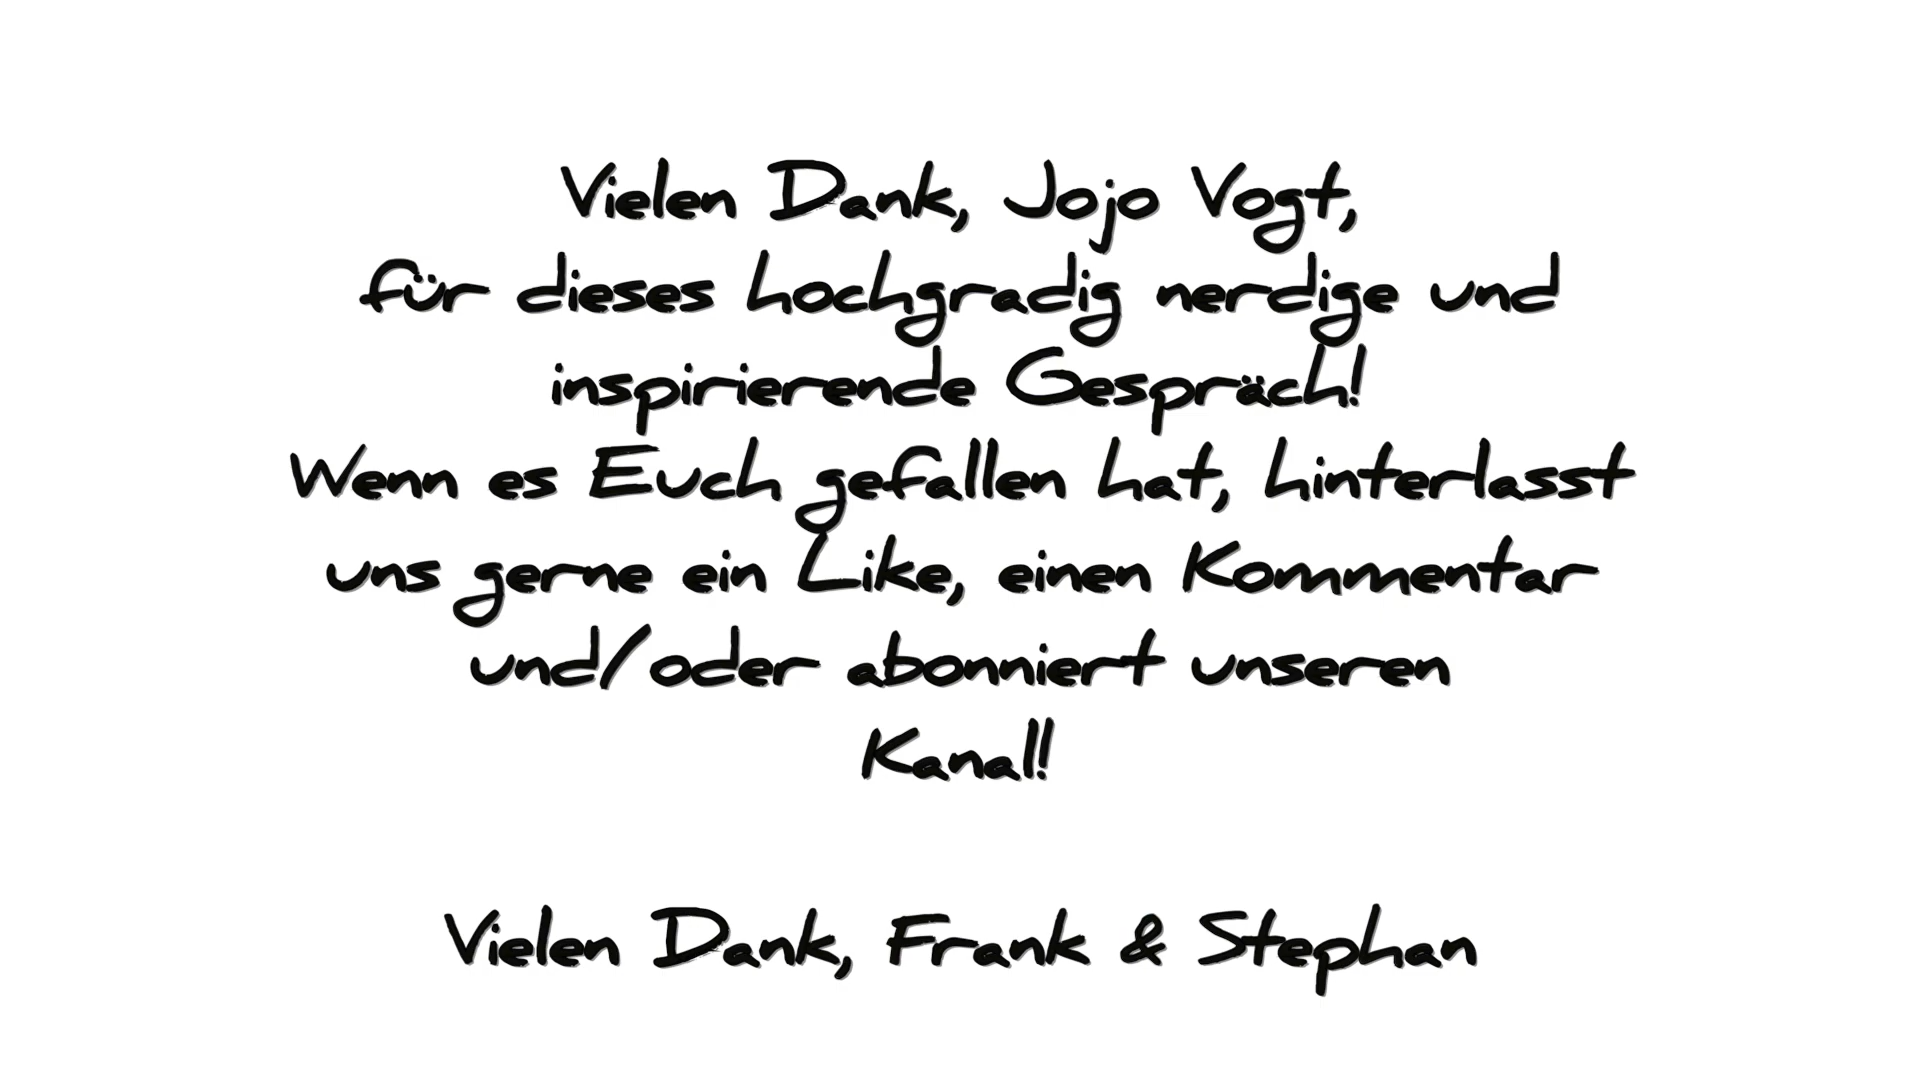 Vielen Dank, Jojo Vogt,
für dieses hochgradig nerdige und
inspirierende Gespräch!
Wenn es Euch gefallen hat, hinterlasst
uns gerne ein Like, einen Kommentar
und/oder abonniert unseren
Kanal!
Vielen Dank, Frank & Stephan